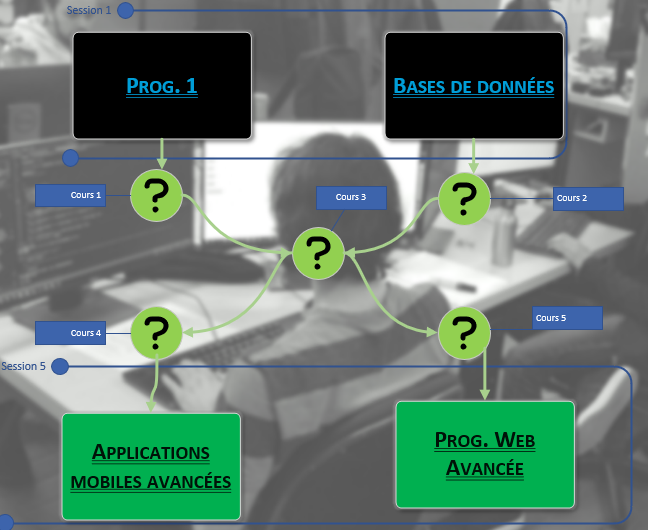 Session 1
PROG. 1
BASES DE DONNÉES
?
?
Cours 1
Cours 3
Cours 2
?
?
?
Cours 4
Cours 5
Session 5
APPLICATIONS
MOBILES AVANCÉES
PROG. WEB
AVANCÉE